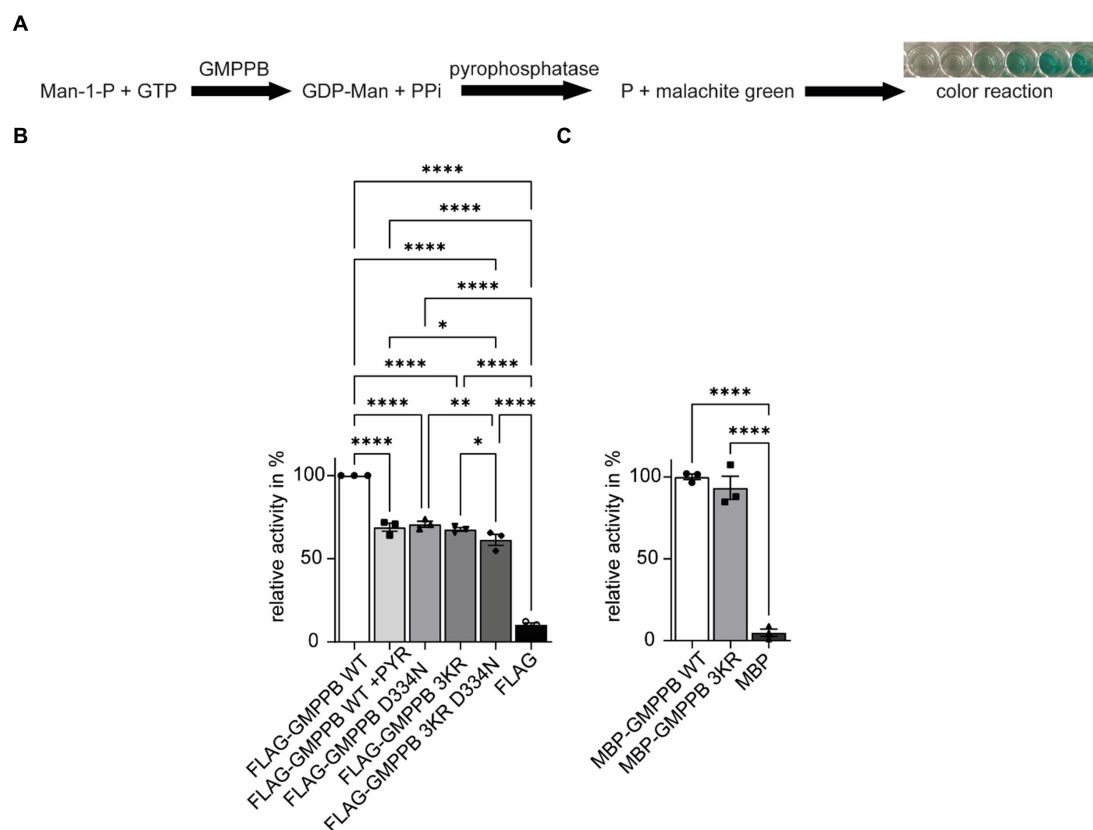 A
Man-1-P + GTP
GMPPB
GDP-Man + PPi
pyrophosphatase
P + malachite green
color reaction
B
****
****
****
****
*
****
****
****
**
****
****
*
relative activity in %
100
50
0
FLAG-GMPPB WT
FLAG-GMPPB WT +PYR
FLAG-GMPPB D334N
FLAG-GMPPB 3KR
FLAG-GMPPB 3KR D334N
FLAG
C
****
****
relative activity in %
100
50
0
MBP-GMPPB WT
MBP-GMPPB 3KR
MBP